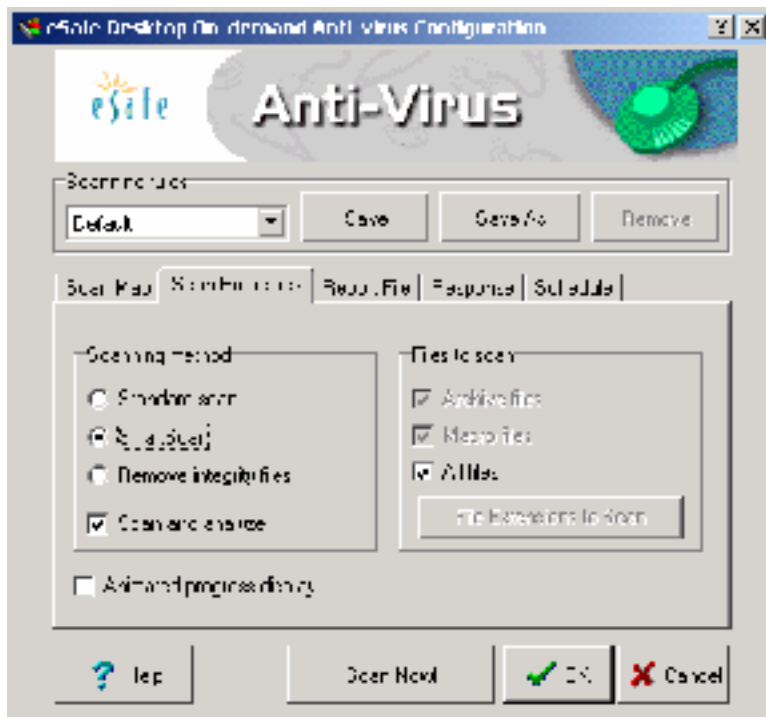 eSafe Desktop On-demand Anti-virus Configuration
eSafe
Anti-Virus
Scanning rules
Default
Save
Save As
Remove
Scan Map
Report File
Response
Schedule
Scanning method
Standard scan
Remove integrity files
Scan and analyze
Files to scan
Archive files
Macro files
All files
File Extensions to Scan
Animated progress display
Help
Scan Now!
OK
Cancel